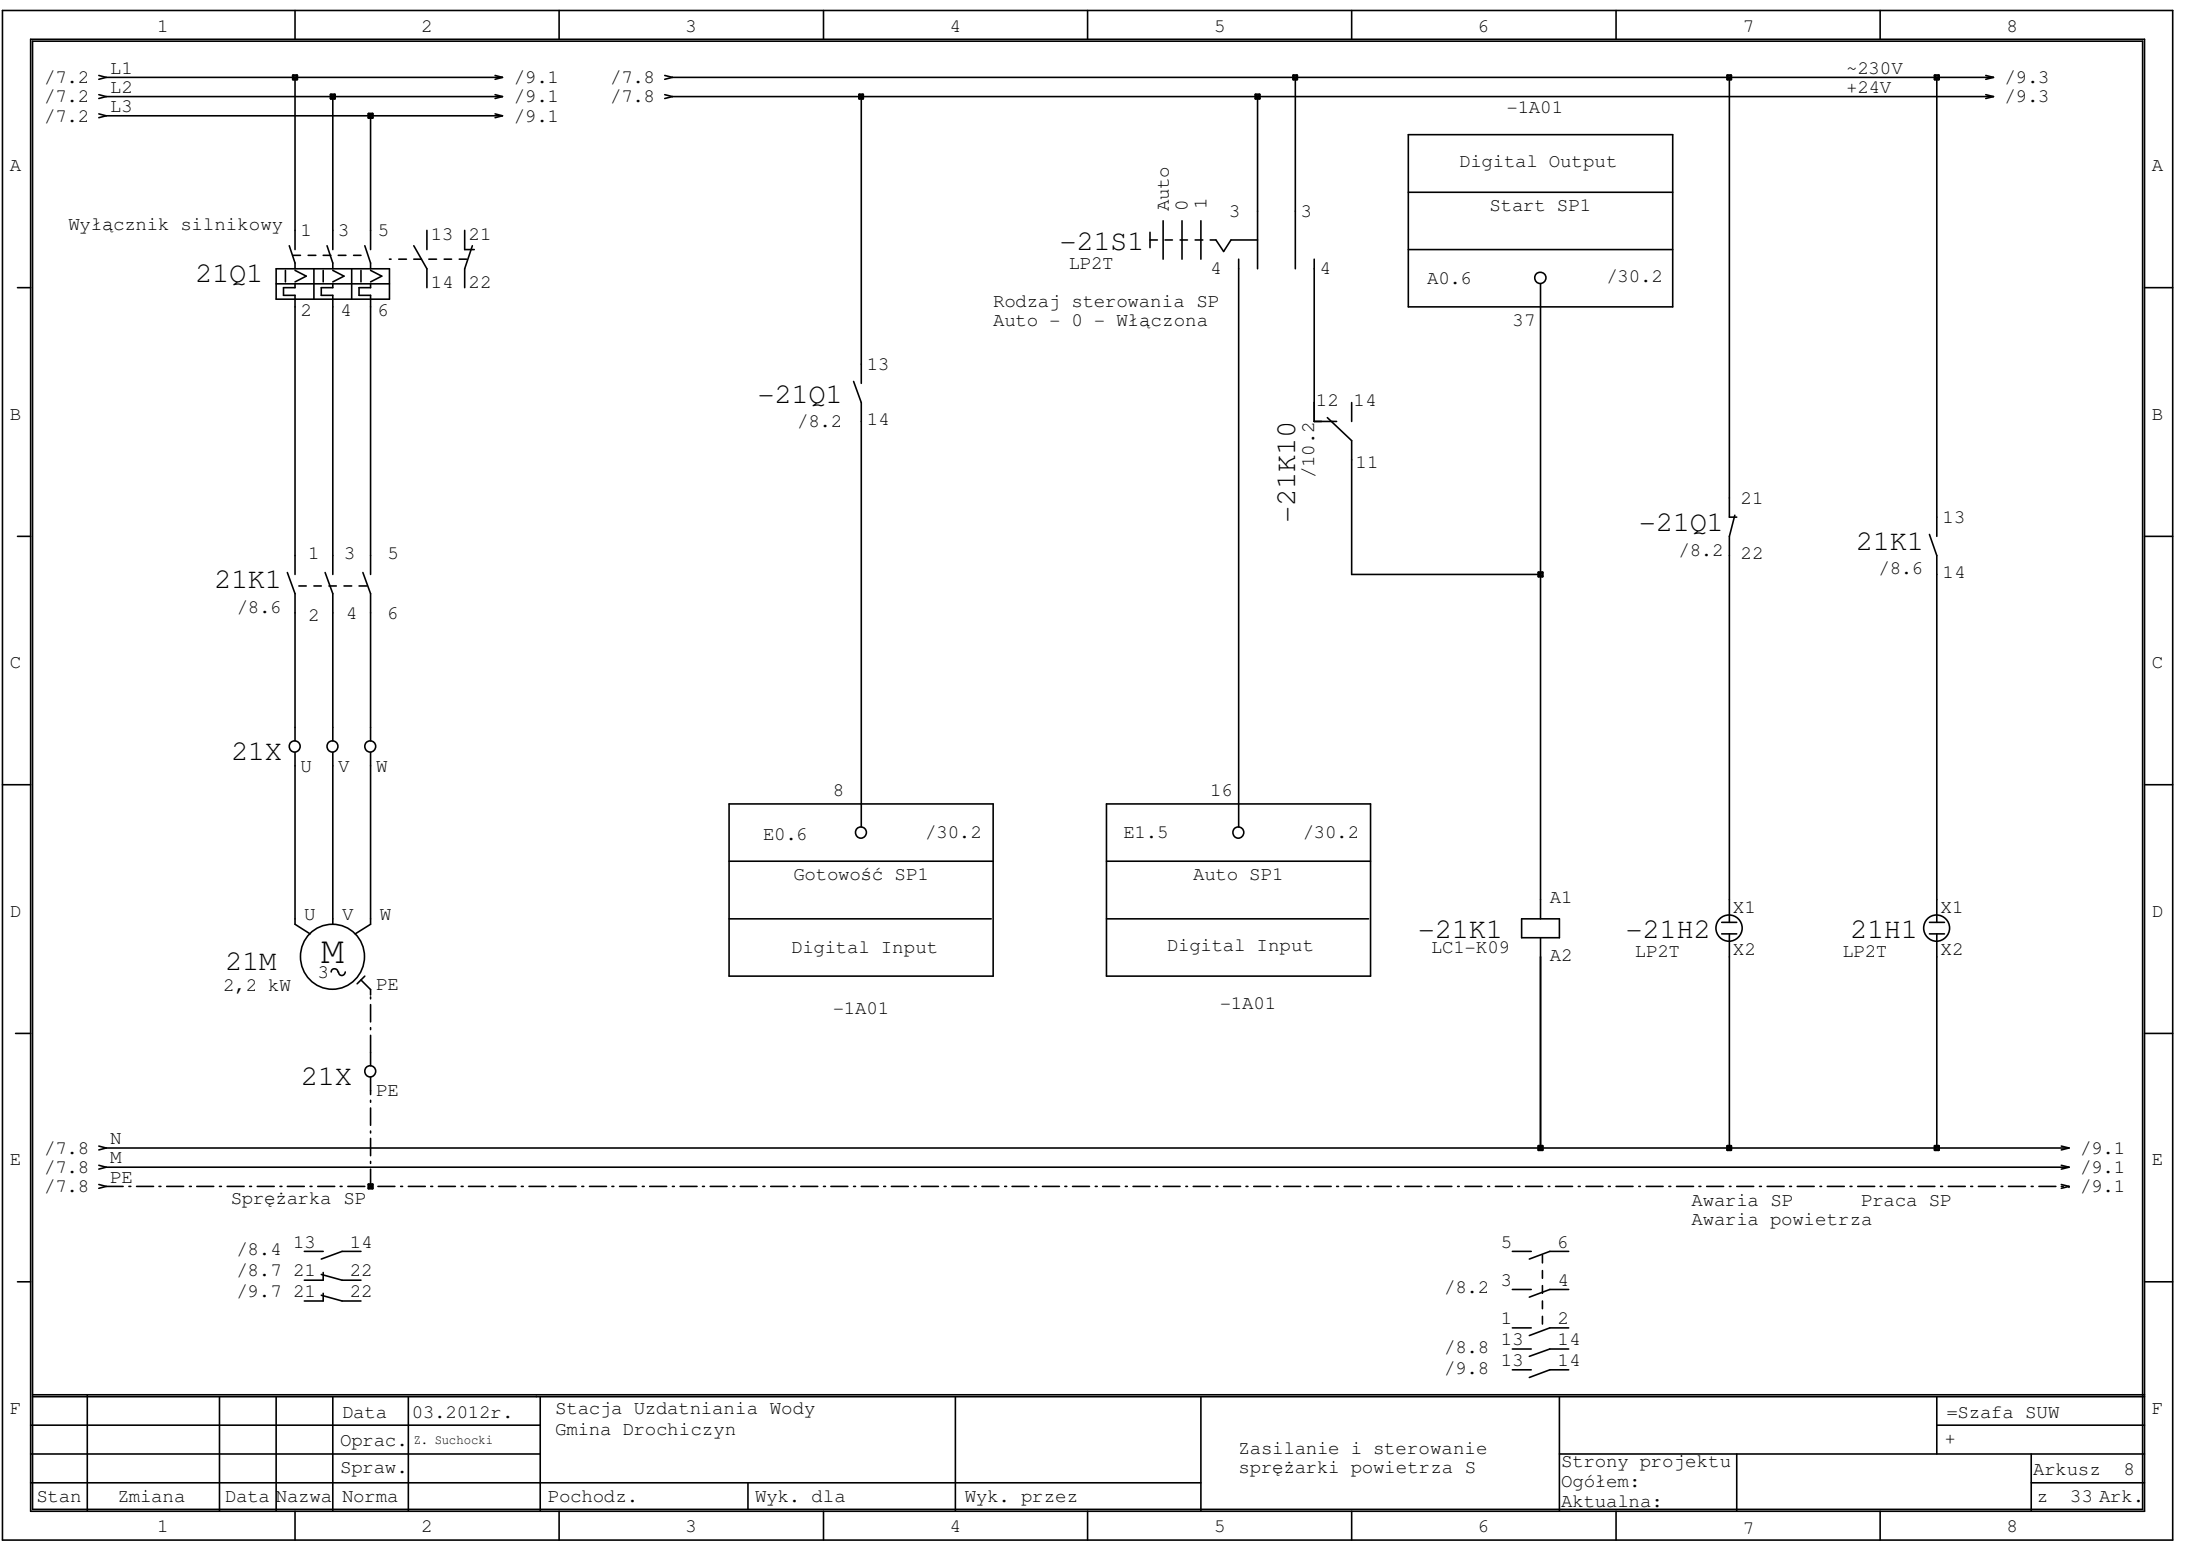 1 2 3 4 5 6 7 8
/7.2 L1 /9.1 /7.8 ~230V /9.3
/7.2 L2 /9.1 /7.8 +24V /9.3
/7.2 L3 /9.1
-1A01
A A
Digital Output
Start SP1
A0.6 /30.2
37
Auto
0
1
3 3
-21S1
LP2T
4 4
Rodzaj sterowania SP
Auto - 0 - Włączona
Wyłącznik silnikowy
1 3 5 13 21
21Q1
14 22
2 4 6
B B
13
-21Q1
/8.2 14
12 14
-21K10
/10.2
11
21
-21Q1
/8.2 22
13
21K1
/8.6 14
1 3 5
21K1
/8.6
2 4 6
C C
21X
U V W
8
E0.6 /30.2
Gotowość SP1
Digital Input
-1A01
16
E1.5 /30.2
Auto SP1
Digital Input
-1A01
D D
U V W
M
3~
21M
2,2 kW
PE
A1
-21K1
LC1-K09
A2
X1
-21H2
LP2T
X2
X1
21H1
LP2T
X2
21X
PE
E E
/7.8 N /9.1
/7.8 M /9.1
/7.8 PE /9.1
Sprężarka SP
Awaria SP
Awaria powietrza
Praca SP
/8.4 13 14
/8.7 21 22
/9.7 21 22
5 6
/8.2 3 4
1 2
/8.8 13 14
/9.8 13 14
F F
Data 03.2012r.
Oprac. Z. Suchocki
Spraw.
Stan Zmiana Data Nazwa Norma
Stacja Uzdatniania Wody
Gmina Drochiczyn
Pochodz. Wyk. dla Wyk. przez
Zasilanie i sterowanie
sprężarki powietrza S
Strony projektu
Ogółem:
Aktualna:
=Szafa SUW
+
Arkusz 8
z 33 Ark.
1 2 3 4 5 6 7 8